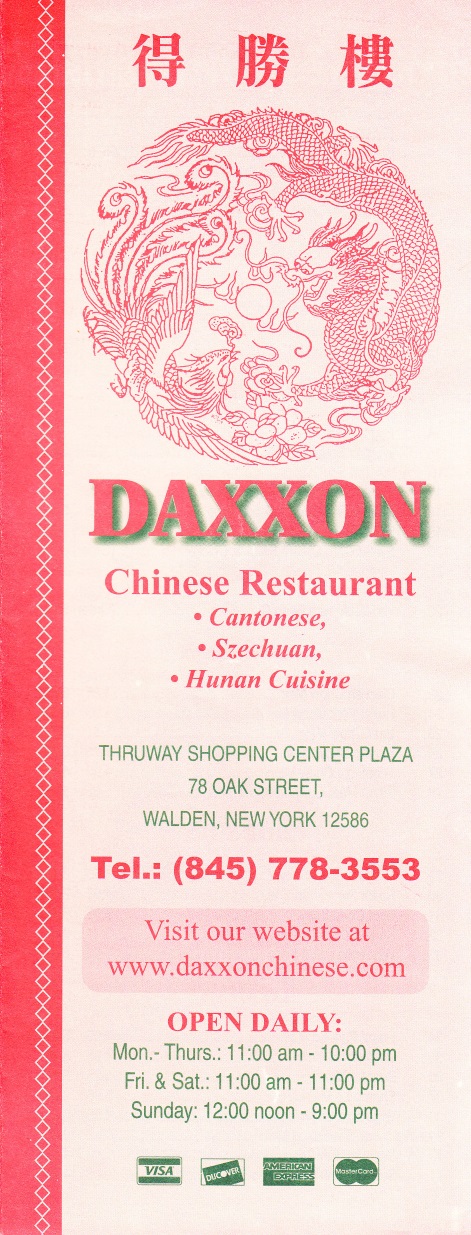 得勝樓
DAXXON
Chinese Restaurant
• Cantonese,
• Szechuan,
• Hunan Cuisine
THRUWAY SHOPPING CENTER PLAZA
78 OAK STREET,
WALDEN, NEW YORK 12586
Tel.: (845) 778-3553
Visit our website at
www.daxxonchinese.com
OPEN DAILY:
Mon.- Thurs.: 11:00 am - 10:00 pm
Fri. & Sat.: 11:00 am - 11:00 pm
Sunday: 12:00 noon - 9:00 pm
VISA
DISCOVER
AMERICAN
EXPRESS
MasterCard